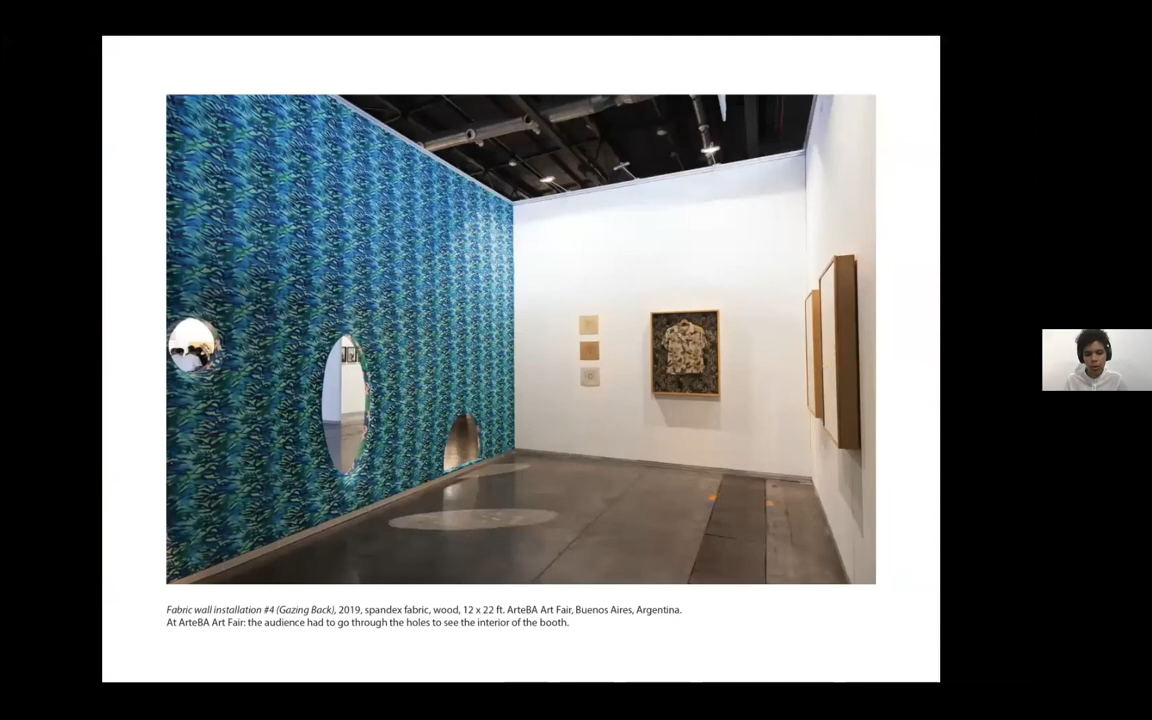 Fabric wall installation #4 (Gazing Back), 2019, spandex fabric, wood, 12 x 22 ft. ArteBA Art Fair, Buenos Aires, Argentina.
At ArteBA Art Fair: the audience had to go through the holes to see the interior of the booth.